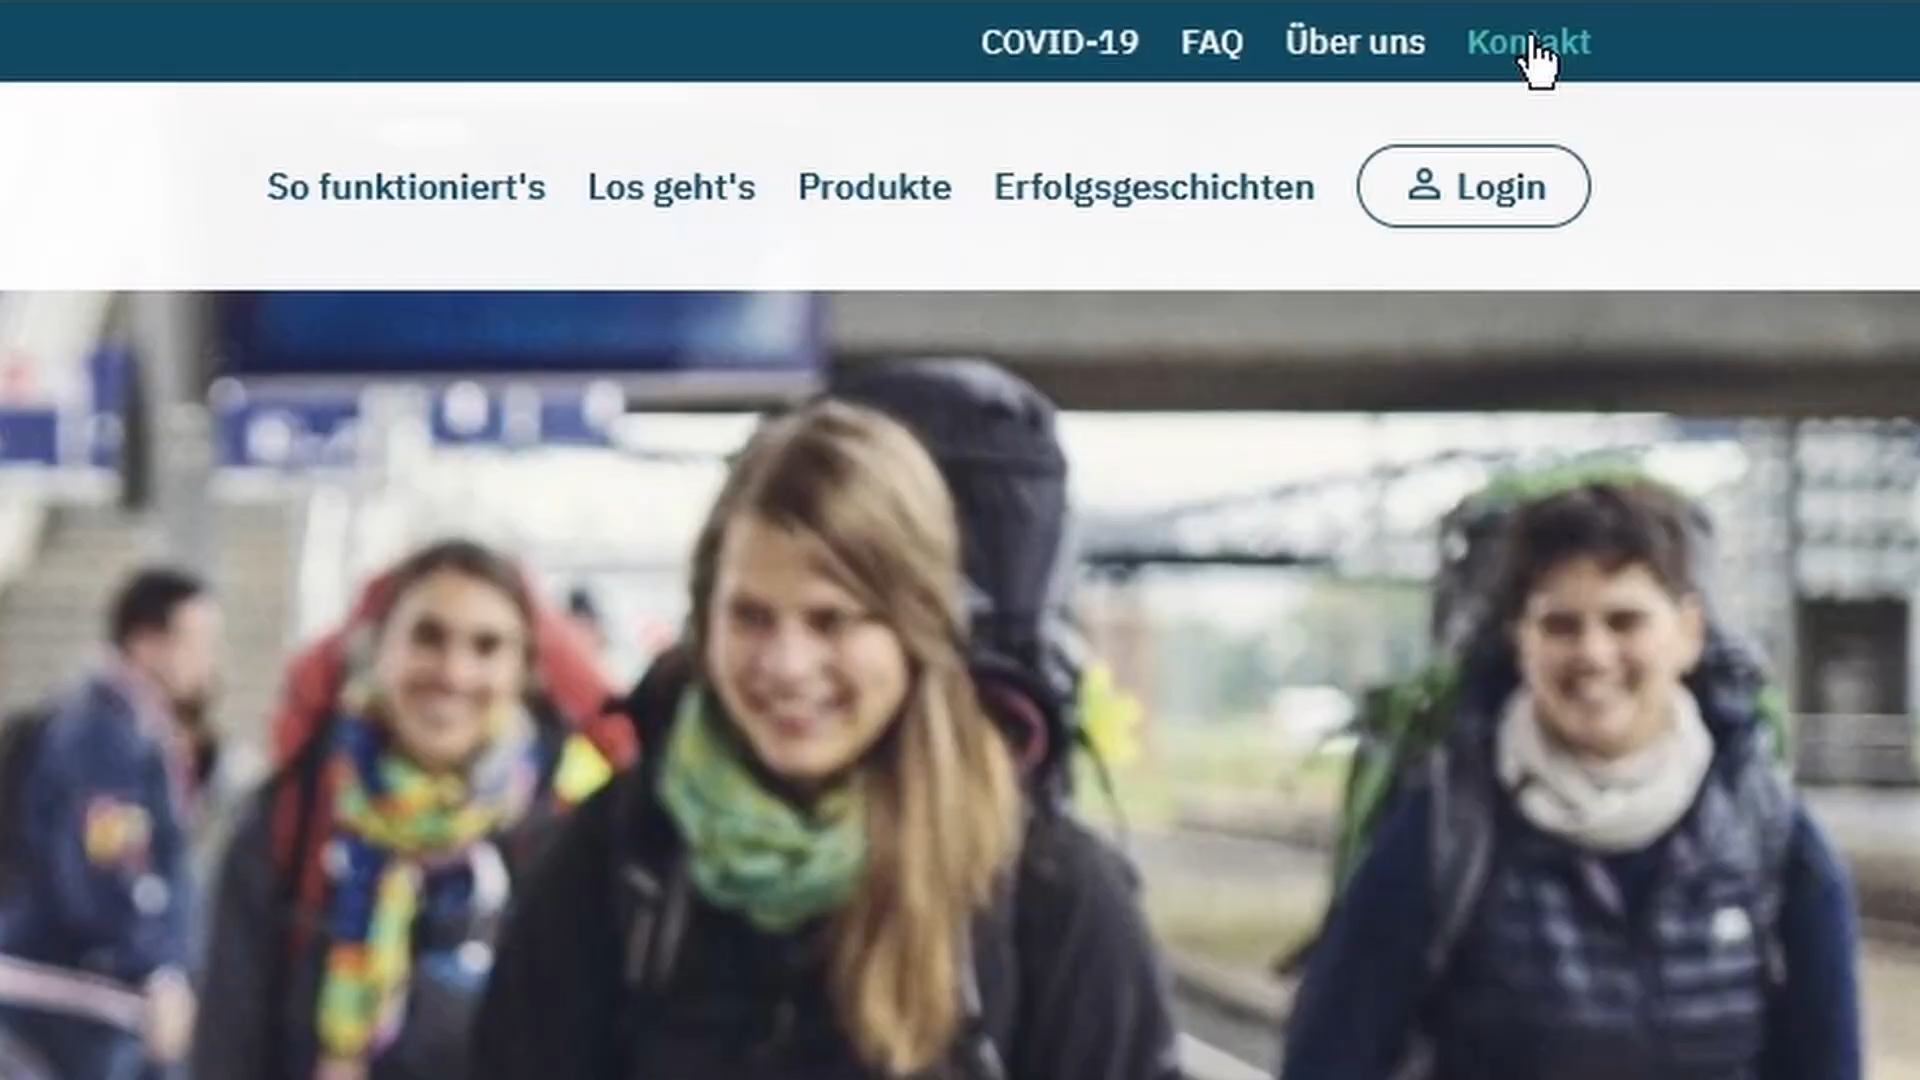 COVID-19 FAQ Über uns Kontakt
So funktioniert's Los geht's Produkte Erfolgsgeschichten Login